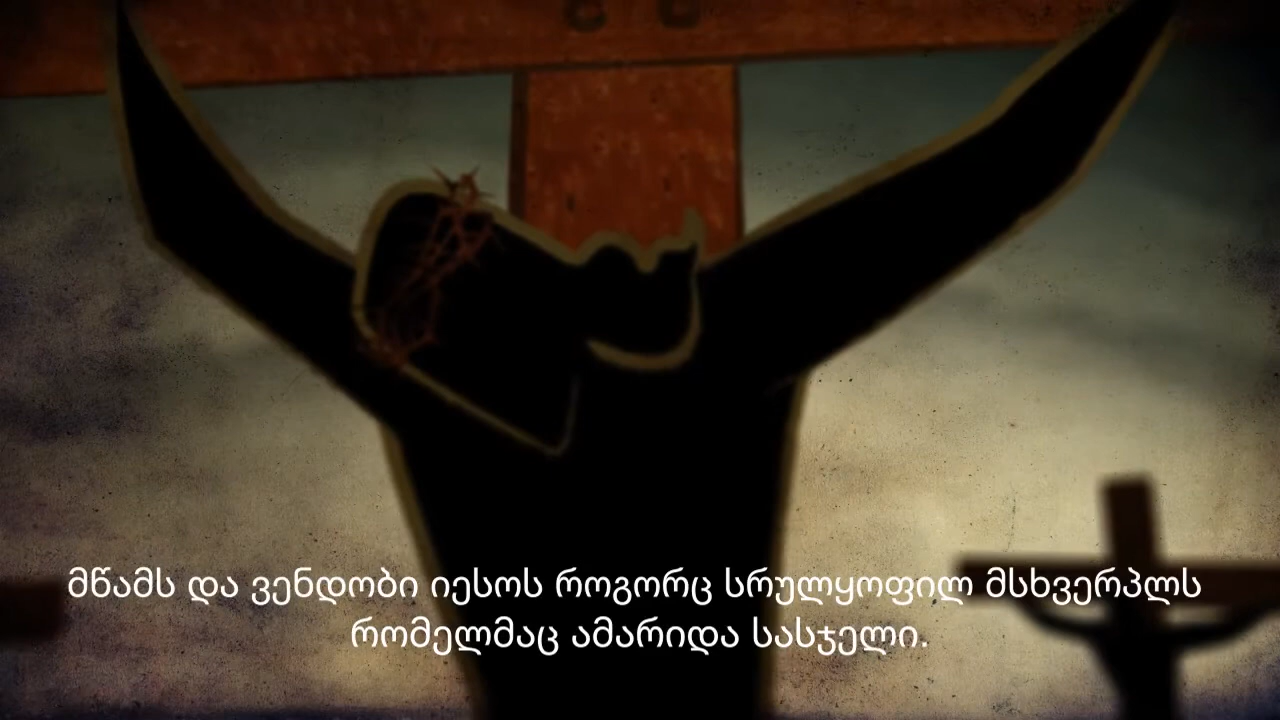 მწამს და ვენდობი იესოს როგორც სრულყოფილ მსხვერპლს
რომელმაც ამარიდა სასჯელი.